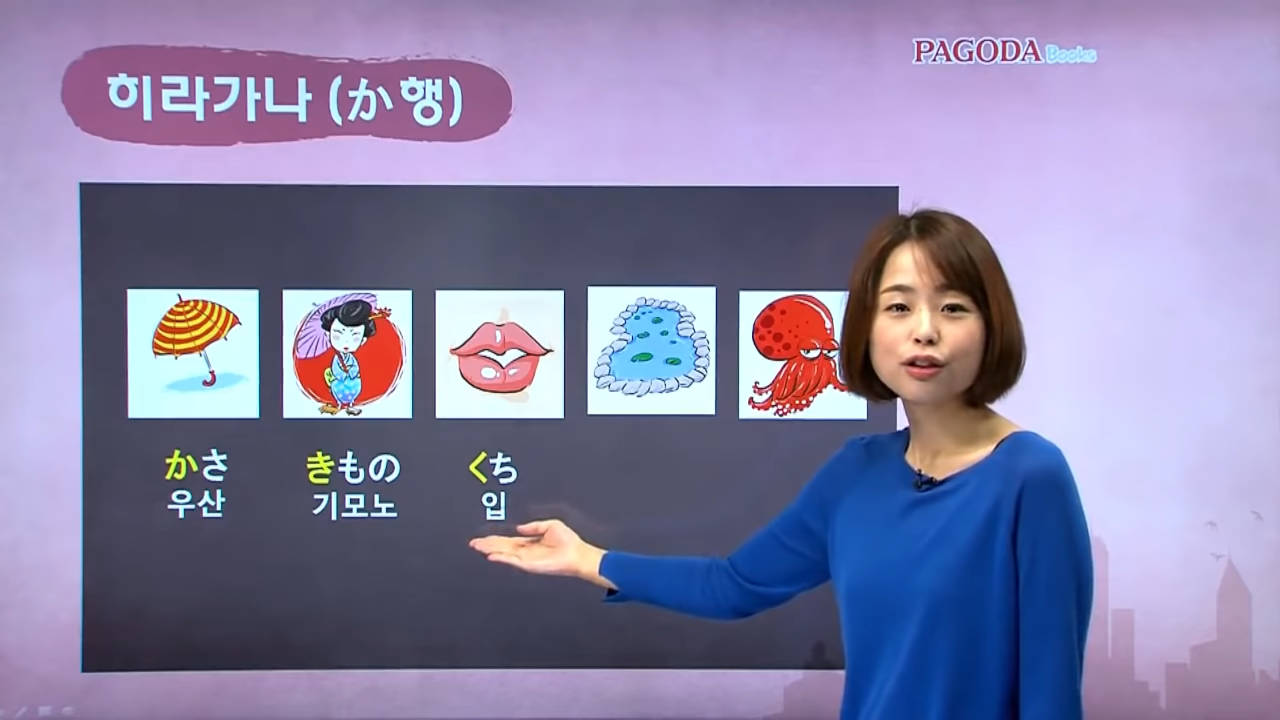 히라가나 (か행)
PAGODA Books
かさ
우산
きもの
기모노
くち
입